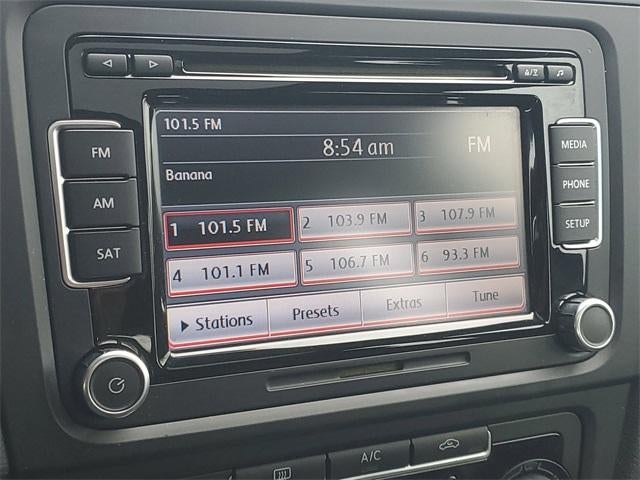 101.5 FM
8:54 am
FM
Banana
1 101.5 FM
2 103.9 FM
3 107.9 FM
4 101.1 FM
5 106.7 FM
6 93.3 FM
Stations
Presets
Extras
Tune
FM
AM
SAT
MEDIA
PHONE
SETUP
A/C